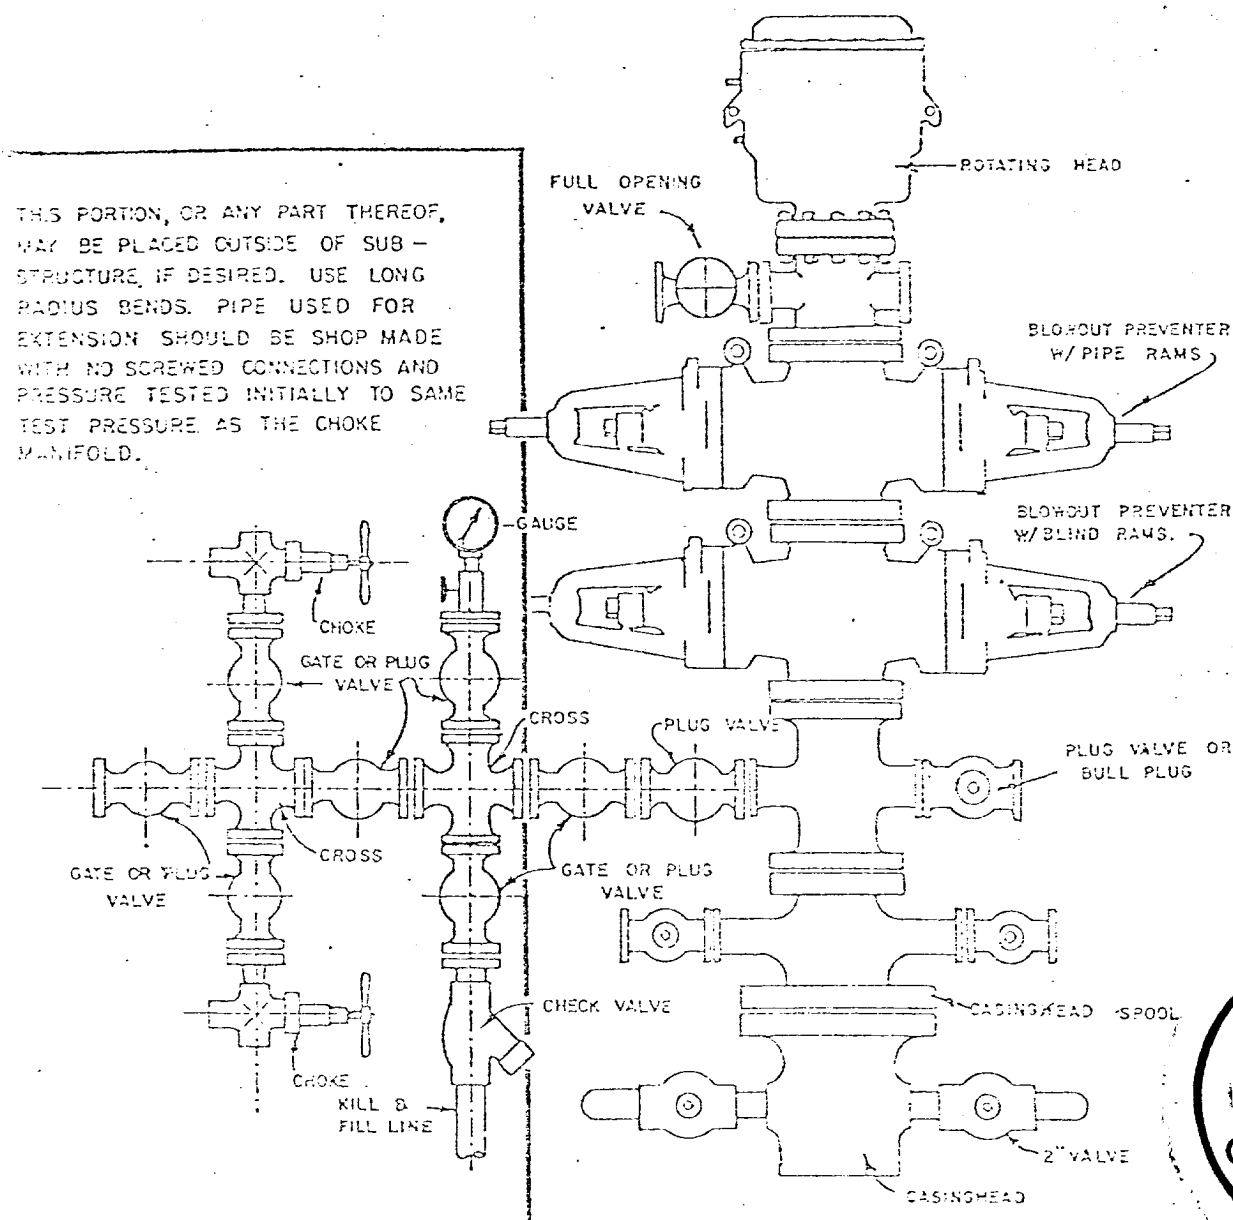 THIS PORTION, OR ANY PART THEREOF,
MAY BE PLACED OUTSIDE OF SUB-
STRUCTURE, IF DESIRED. USE LONG
RADIUS BENDS. PIPE USED FOR
EXTENSION SHOULD BE SHOP MADE
WITH NO SCREWED CONNECTIONS AND
PRESSURE TESTED INITIALLY TO SAME
TEST PRESSURE AS THE CHOKE
MANIFOLD.
FULL OPENING
VALVE
ROTATING HEAD
BLOWOUT PREVENTER
W/PIPE RAMS
BLOWOUT PREVENTER
W/BLIND RAMS.
GAUGE
CHOKE
GATE OR PLUG
VALVE
CROSS
PLUG VALVE
PLUG VALVE OR
BULL PLUG
CROSS
GATE OR PLUG
VALVE
GATE OR PLUG
VALVE
CHECK VALVE
CASINGHEAD SPOOL
CHOKE
KILL &
FILL LINE
2" VALVE
CASINGHEAD